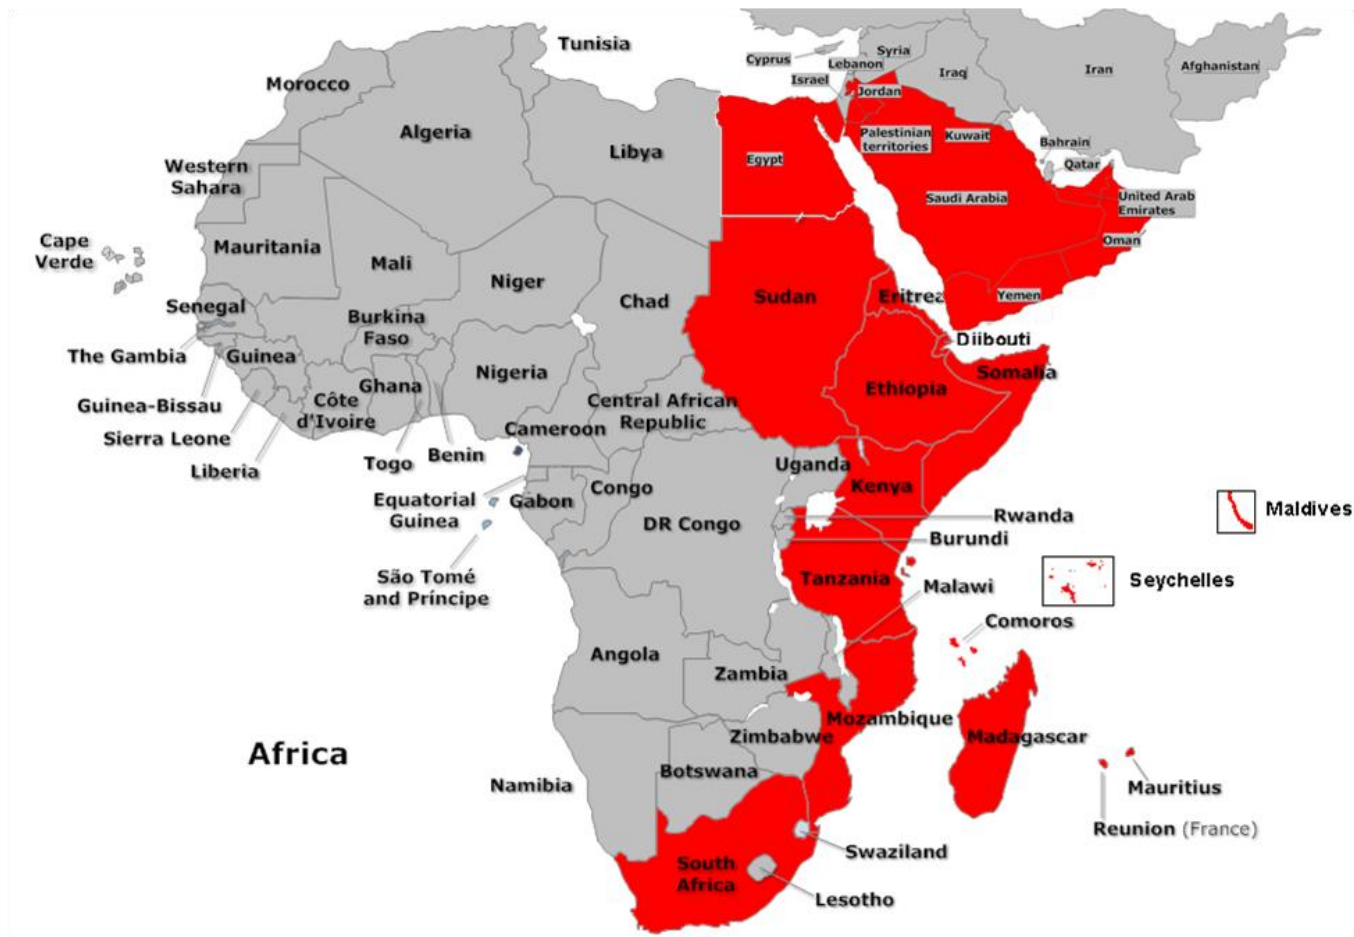 Tunisia
Morocco
Algeria
Libya
Western
Sahara
Cape
Verde
Mauritania
Mali
Niger
Chad
Senegal
Burkina
Faso
The Gambia
Guinea
Nigeria
Ghana
Guinea-Bissau
Côte
d'Ivoire
Sierra Leone
Liberia
Togo
Benin
Cameroon
Central African
Republic
Equatorial
Guinea
Gabon
Congo
DR Congo
São Tomé
and Príncipe
Angola
Zambia
Zimbabwe
Botswana
Namibia
Africa
Cyprus
Syria
Lebanon
Israel
Iraq
Iran
Afghanistan
Jordan
Palestinian
territories
Kuwait
Bahrain
Qatar
Egypt
Saudi Arabia
United Arab
Emirates
Oman
Yemen
Sudan
Eritrea
Diibouti
Somalia
Ethiopia
Uganda
Kenya
Rwanda
Burundi
Tanzania
Malawi
Maldives
Seychelles
Comoros
Mozambique
Madagascar
Mauritius
Reunion (France)
Swaziland
South
Africa
Lesotho